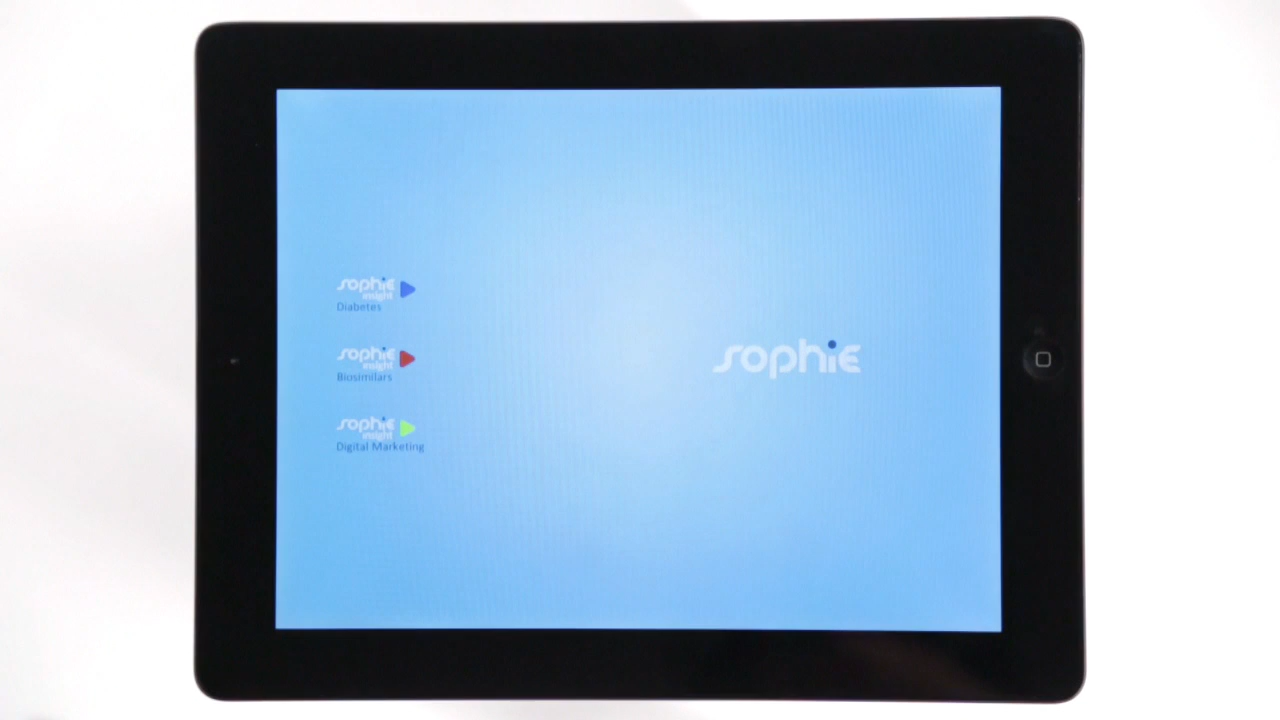 sophie
insight
Diabetes
sophie
insight
Biosimilars
sophie
insight
Digital Marketing
sophie